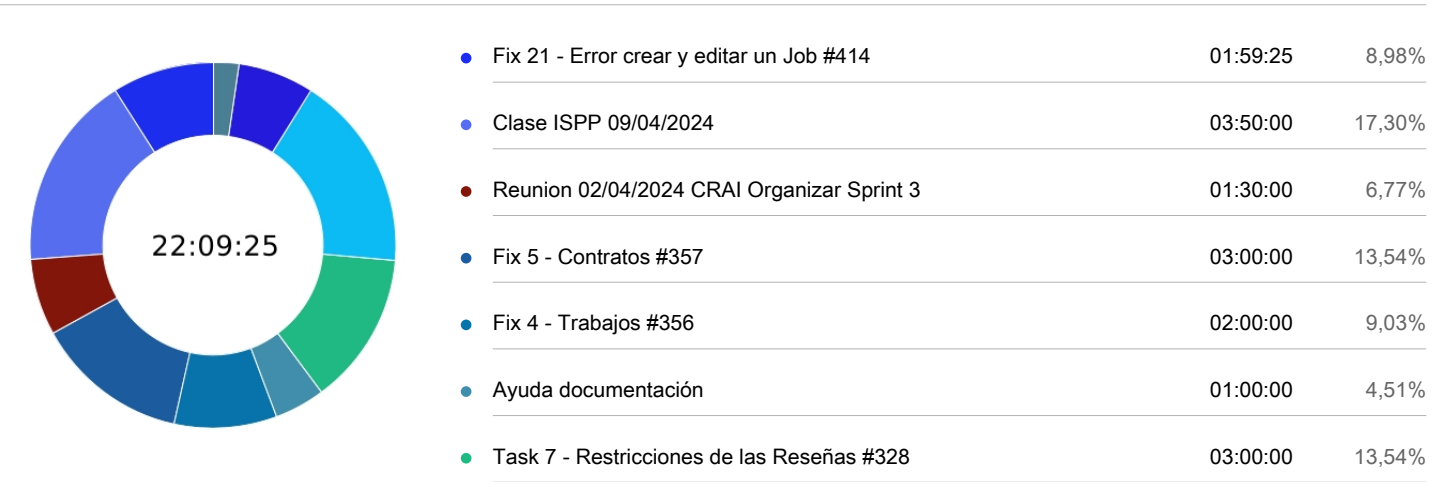 Fix 21 - Error crear y editar un Job #414 01:59:25 8,98%
Clase ISPP 09/04/2024 03:50:00 17,30%
Reunion 02/04/2024 CRAI Organizar Sprint 3 01:30:00 6,77%
22:09:25
Fix 5 - Contratos #357 03:00:00 13,54%
Fix 4 - Trabajos #356 02:00:00 9,03%
Ayuda documentación 01:00:00 4,51%
Task 7 - Restricciones de las Reseñas #328 03:00:00 13,54%